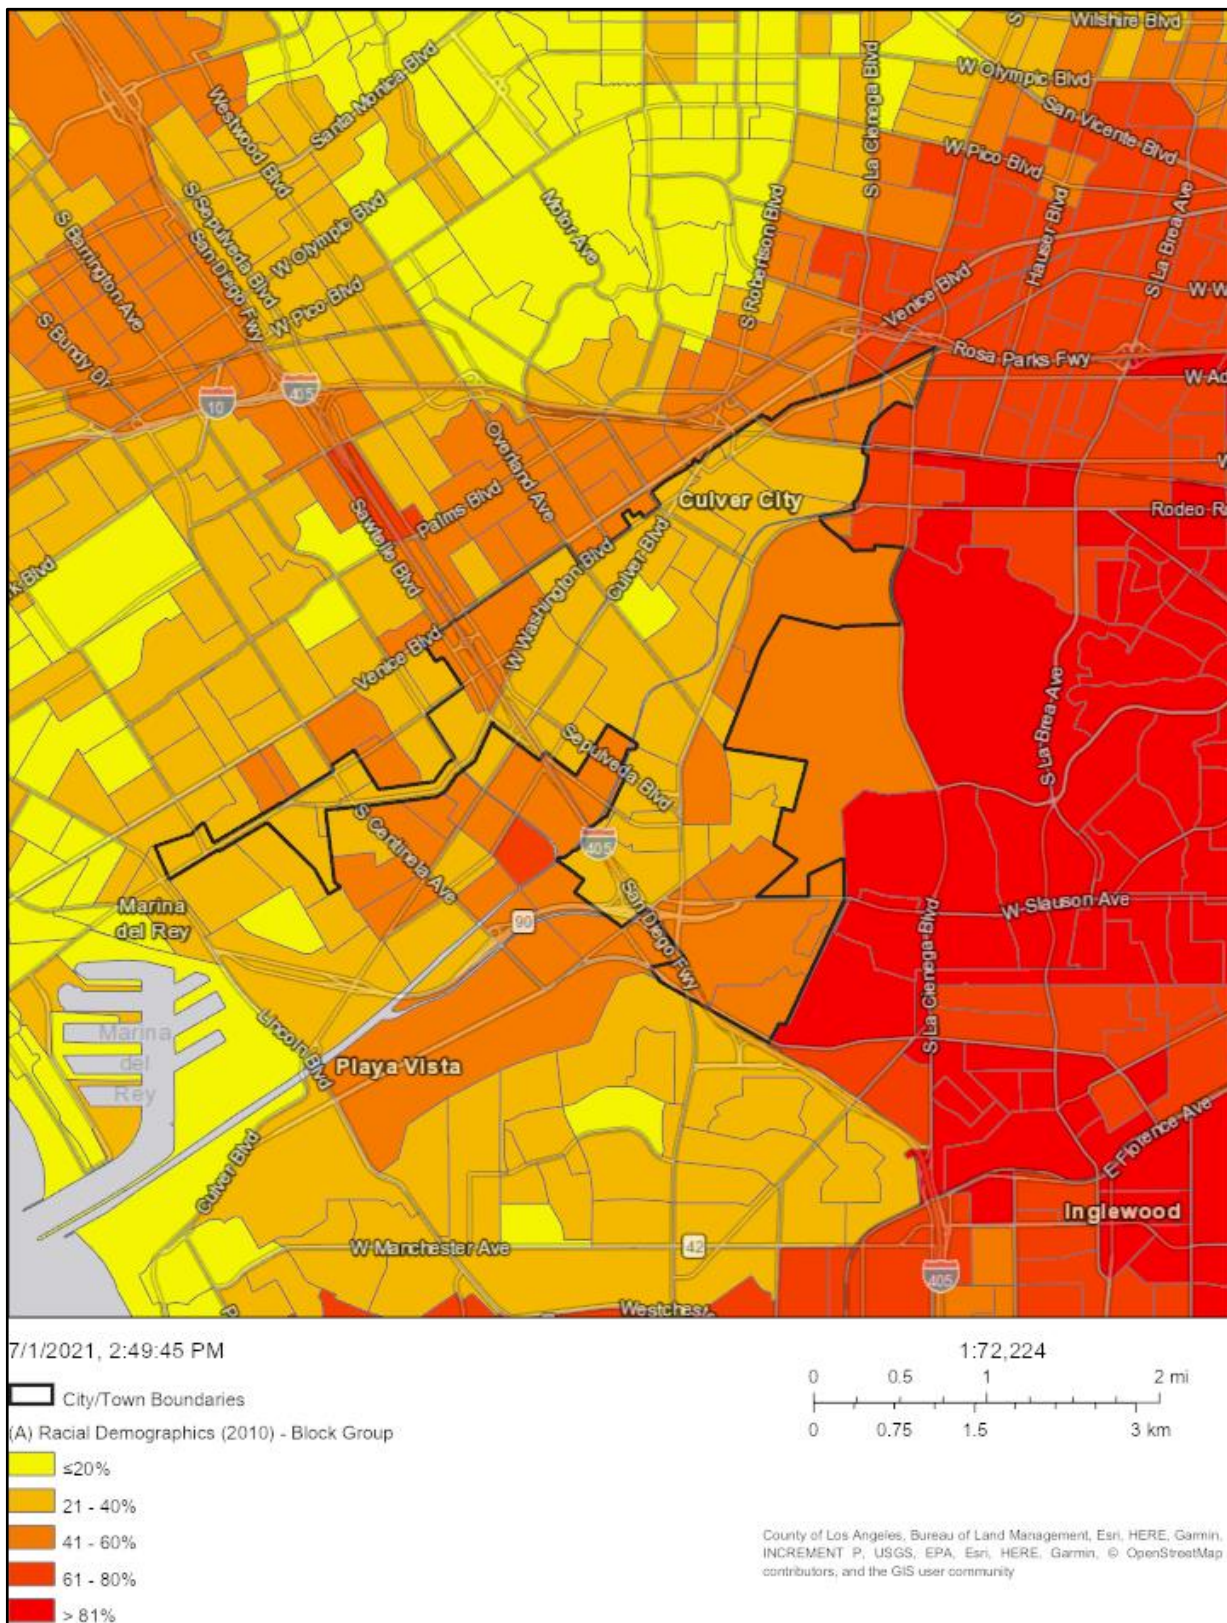 Wilshire Blvd
W Olympic Blvd
S La Cienega Blvd
San Vicente Blvd
Westwood Blvd
Santa Monica Blvd
W Pico Blvd
S La Brea Ave
Hauser Blvd
Motor Ave
S Robertson Blvd
S Sepulveda Blvd
San Diego Fwy
W Olympic Blvd
S Barrington Ave
W Pico Blvd
S Bundy Dr
Venice Blvd
W W
Rosa Parks Fwy
W Ad
10
405
Overland Ave
Palms Blvd
Culver City
Rodeo R
Sawtelle Blvd
k Blvd
W Washington Blvd
Culver Blvd
Venice Blvd
S La Brea Ave
Sepulveda Blvd
S Centinela Ave
405
San Diego Fwy
W Slauson Ave
Marina
del Rey
90
S La Cienega Blvd
Marina
del
Rey
Lincoln Blvd
Playa Vista
E Florence Ave
Culver Blvd
Inglewood
W Manchester Ave
42
405
Westches
7/1/2021, 2:49:45 PM
1:72,224
0 0.5 1 2 mi
0 0.75 1.5 3 km
City/Town Boundaries
(A) Racial Demographics (2010) - Block Group
≤20%
21 - 40%
41 - 60%
61 - 80%
> 81%
County of Los Angeles, Bureau of Land Management, Esri, HERE, Garmin,
INCREMENT P, USGS, EPA, Esri, HERE, Garmin, © OpenStreetMap
contributors, and the GIS user community